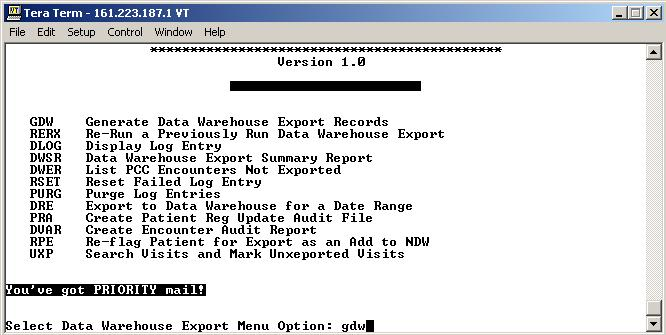 Tera Term - 161.223.187.1 VT
File Edit Setup Control Window Help
********************************************
Version 1.0
GDW Generate Data Warehouse Export Records
RERX Re-Run a Previously Run Data Warehouse Export
DLOG Display Log Entry
DWSR Data Warehouse Export Summary Report
DWER List PCC Encounters Not Exported
RSET Reset Failed Log Entry
PURG Purge Log Entries
DRE Export to Data Warehouse for a Date Range
PRA Create Patient Reg Update Audit File
DVAR Create Encounter Audit Report
RPE Re-flag Patient for Export as an Add to NDW
UXP Search Visits and Mark Unxeported Visits
You've got PRIORITY mail!
Select Data Warehouse Export Menu Option: gdw